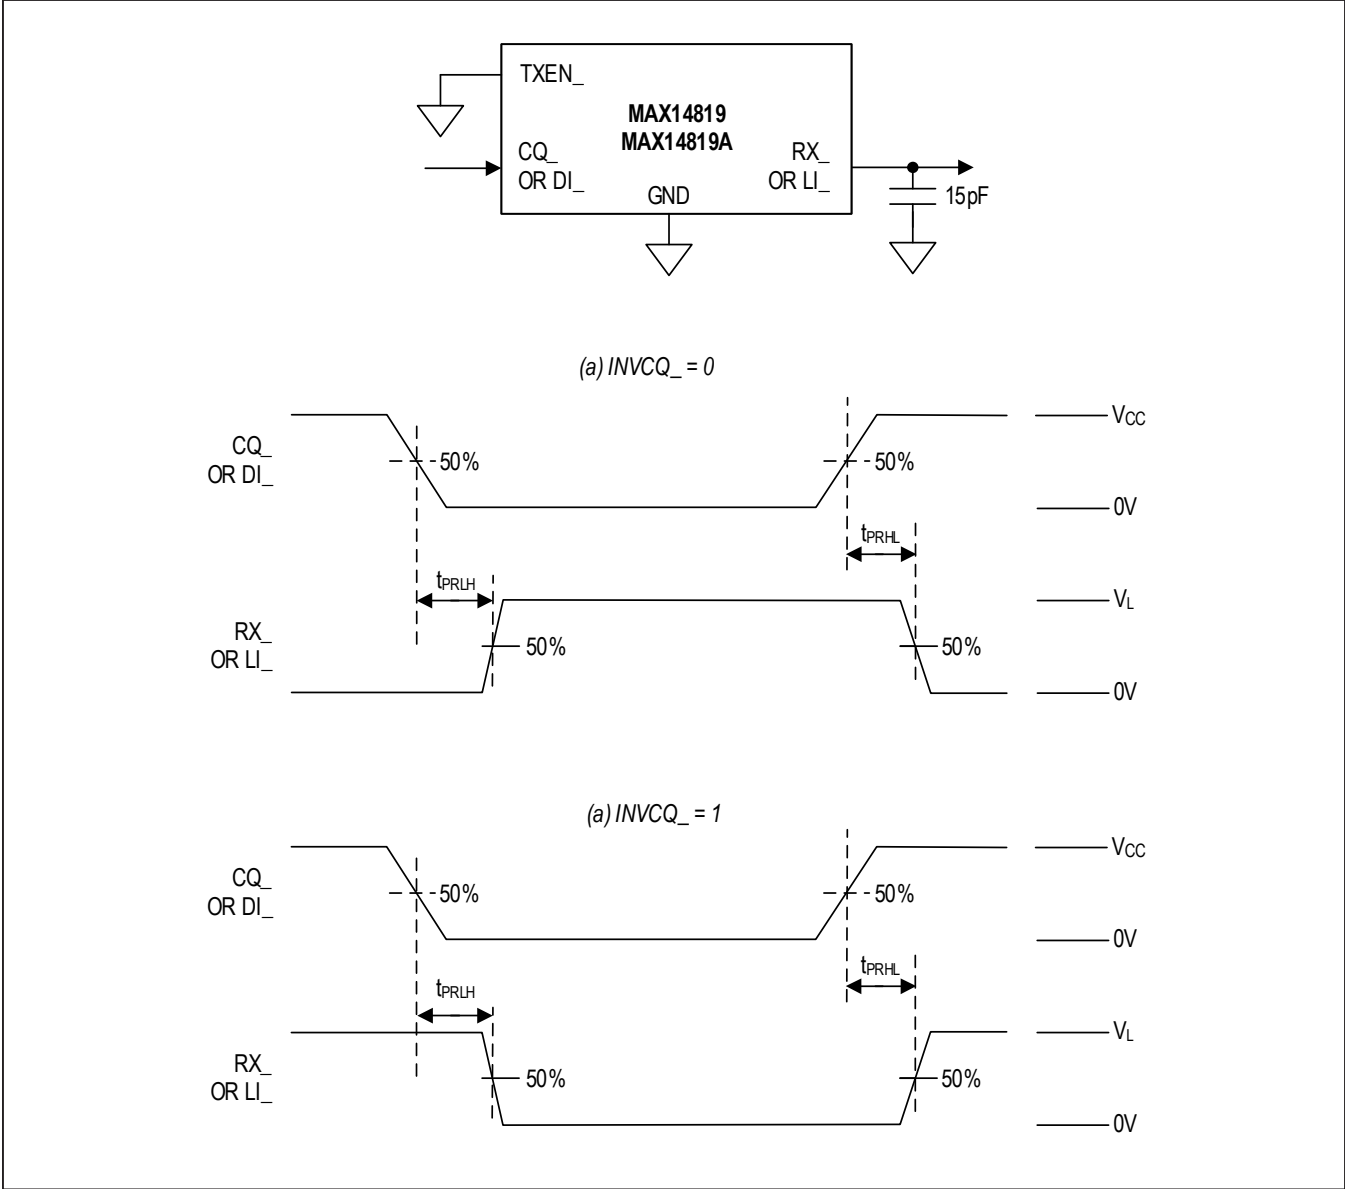 TXEN_
MAX14819
MAX14819A
CQ_
OR DI_
RX_
OR LI_
GND
15pF
(a) INVCQ_ = 0
CQ_
OR DI_
50%
50%
VCC
0V
tPRHL
tPRLH
RX_
OR LI_
50%
50%
VL
0V
(a) INVCQ_ = 1
CQ_
OR DI_
50%
50%
VCC
0V
tPRHL
tPRLH
RX_
OR LI_
50%
50%
VL
0V